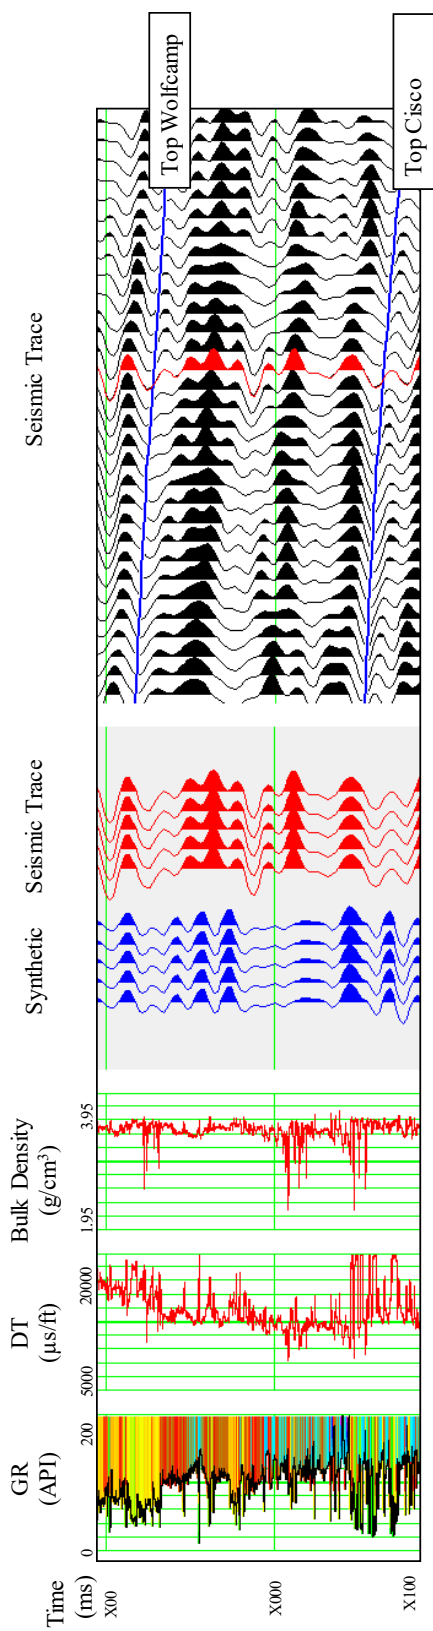 Time
(ms)
GR
(API)
DT
(µs/ft)
Bulk Density
(g/cm³)
Synthetic
Seismic Trace
Seismic Trace
0
200
5000
20000
1.95
3.95
X00
X000
X100
Top Wolfcamp
Top Cisco